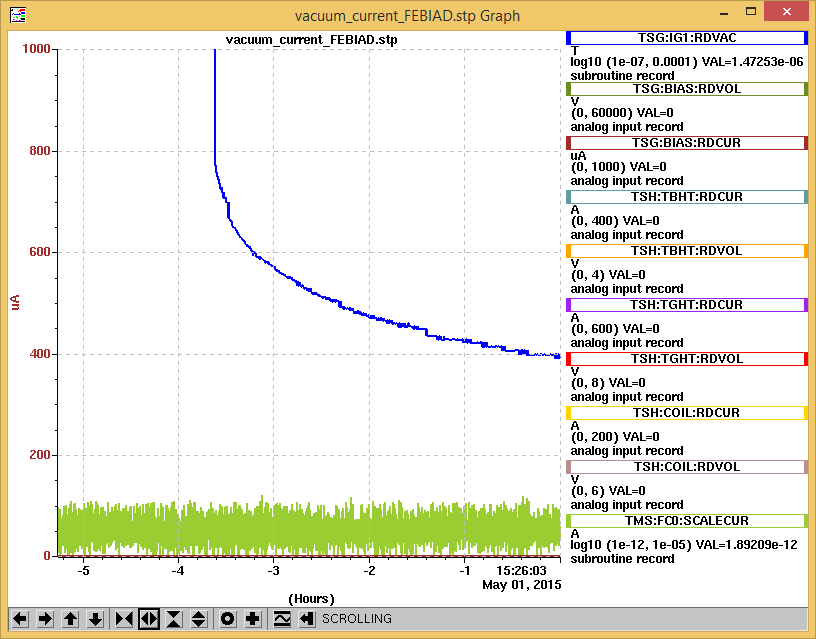 vacuum_current_FEBIAD.stp Graph
vacuum_current_FEBIAD.stp
1000
800
600
400
200
0
uA
-5
-4
-3
-2
-1
15:26:03
May 01, 2015
(Hours)
TSG:IG1:RDVAC
T
log10 (1e-07, 0.0001) VAL=1.47253e-06
subroutine record
TSG:BIAS:RDVOL
V
(0, 60000) VAL=0
analog input record
TSG:BIAS:RDCUR
uA
(0, 1000) VAL=0
analog input record
TSH:TBHT:RDCUR
A
(0, 400) VAL=0
analog input record
TSH:TBHT:RDVOL
V
(0, 4) VAL=0
analog input record
TSH:TGHT:RDCUR
A
(0, 600) VAL=0
analog input record
TSH:TGHT:RDVOL
V
(0, 8) VAL=0
analog input record
TSH:COIL:RDCUR
A
(0, 200) VAL=0
analog input record
TSH:COIL:RDVOL
V
(0, 6) VAL=0
analog input record
TMS:FC0:SCALECUR
A
log10 (1e-12, 1e-05) VAL=1.89209e-12
subroutine record
SCROLLING